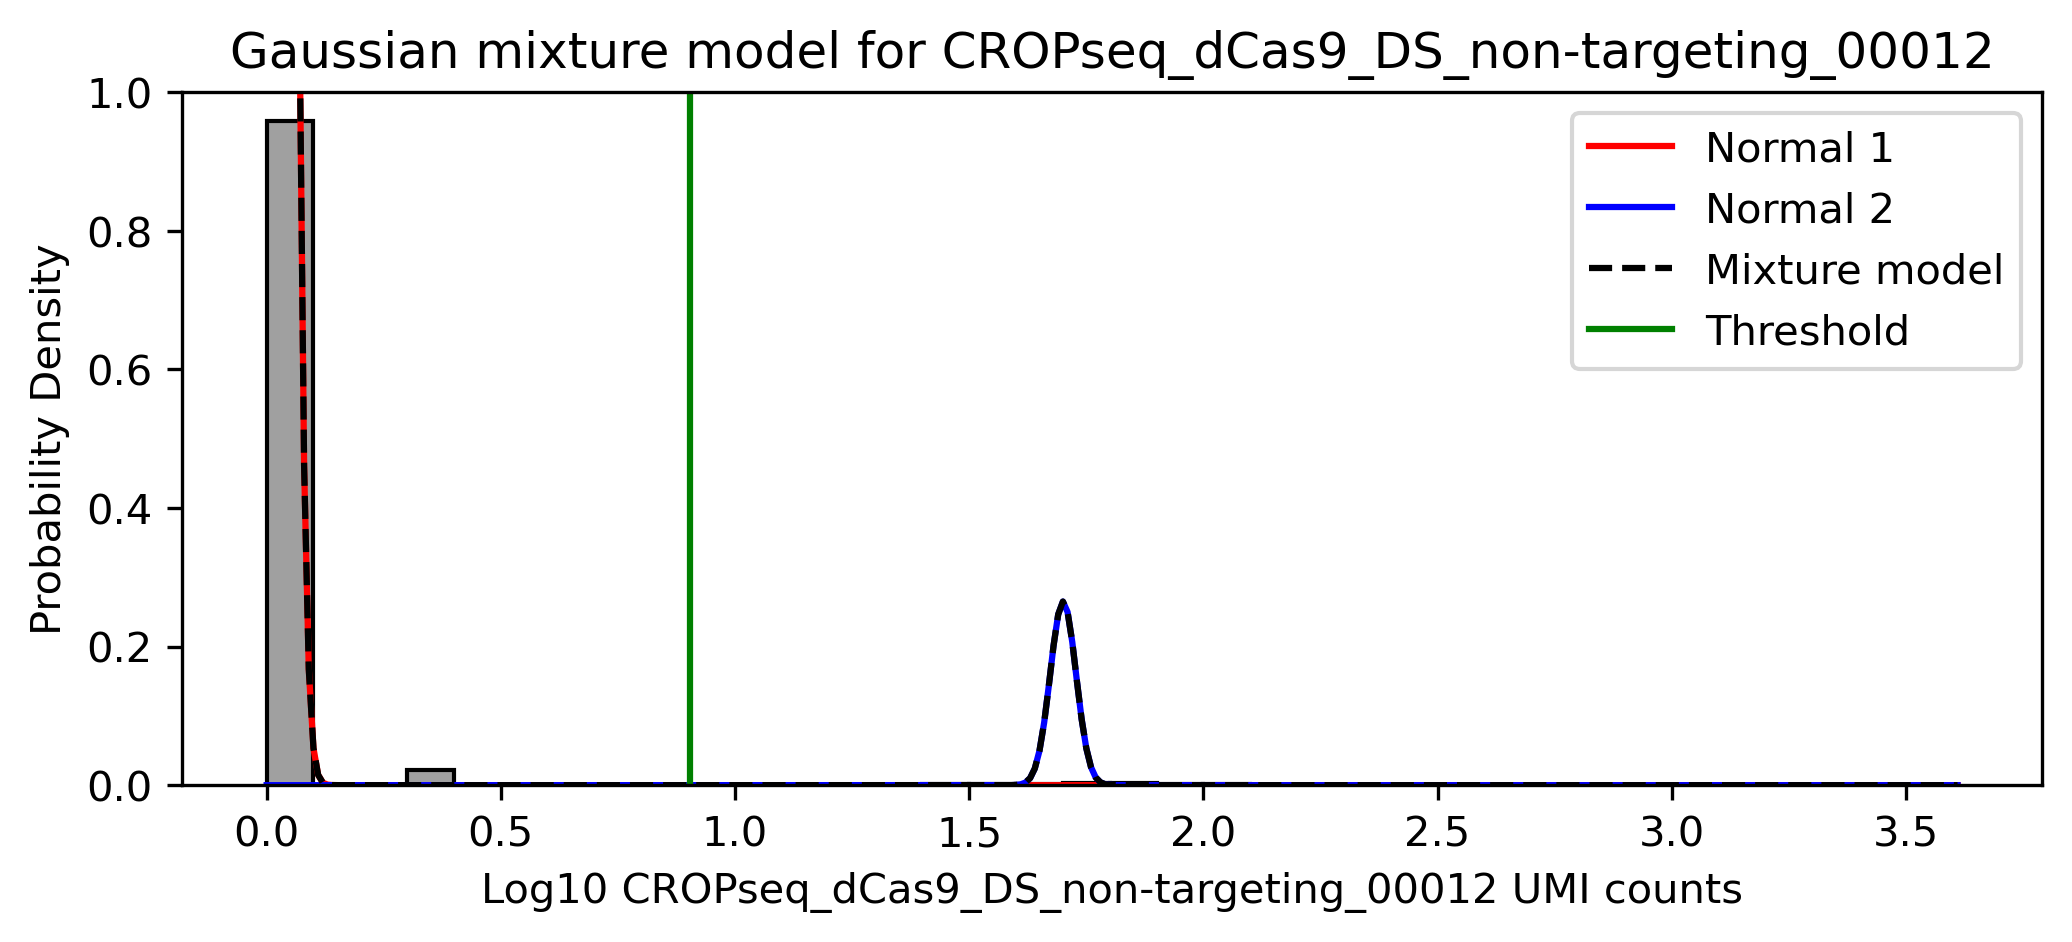 Gaussian mixture model for CROPseq_dCas9_DS_non-targeting_00012
1.0
0.8
0.6
0.4
0.2
0.0
Probability Density
Normal 1
Normal 2
Mixture model
Threshold
0.0 0.5 1.0 1.5 2.0 2.5 3.0 3.5
Log10 CROPseq_dCas9_DS_non-targeting_00012 UMI counts